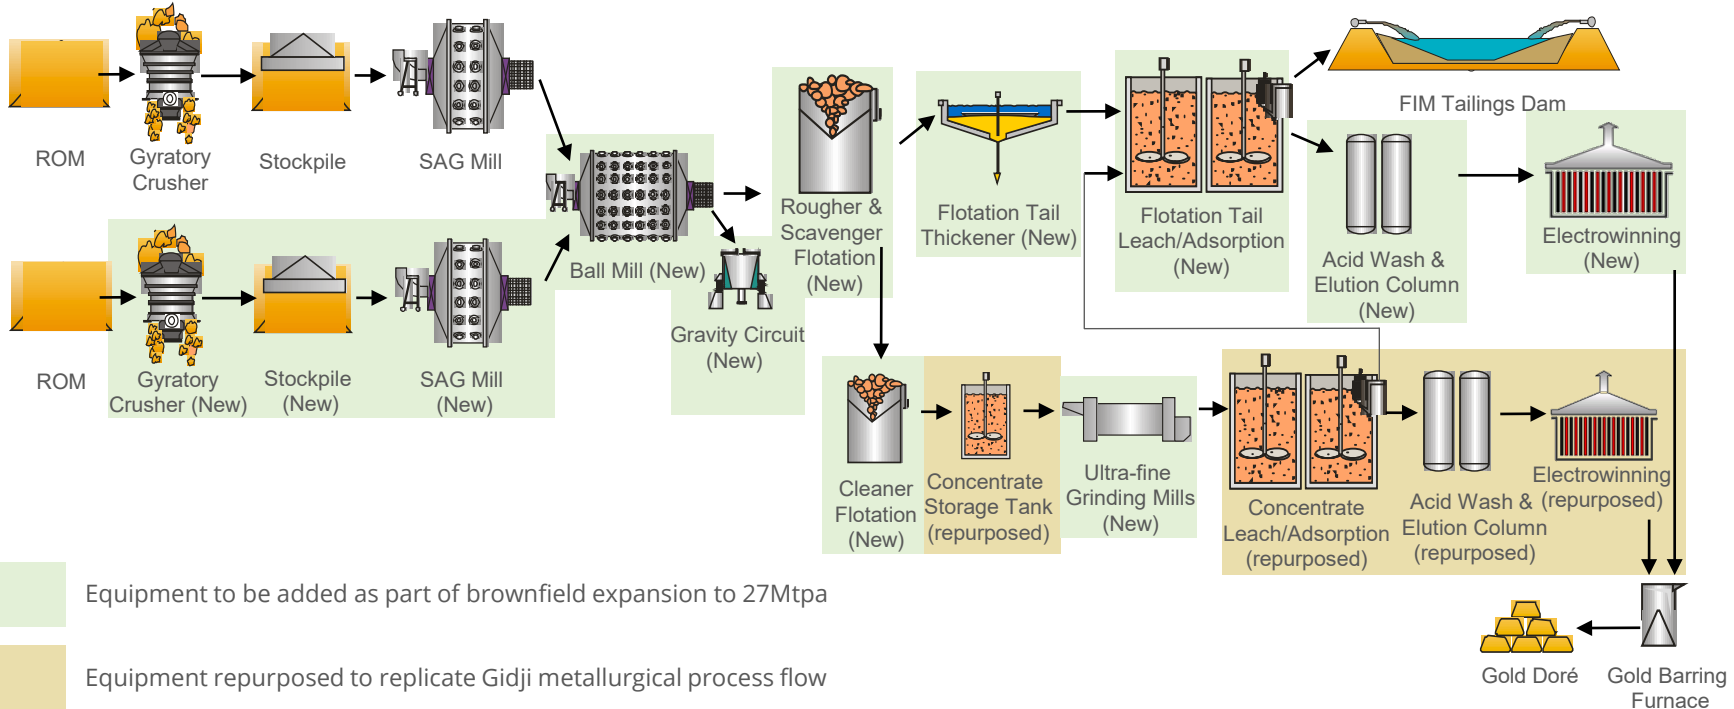 ROM
Gyratory
Crusher
Stockpile
SAG Mill
FIM Tailings Dam
Ball Mill (New)
Gravity Circuit
(New)
Rougher &
Scavenger
Flotation
(New)
Flotation Tail
Thickener (New)
Flotation Tail
Leach/Adsorption
(New)
Acid Wash &
Elution Column
(New)
Electrowinning
(New)
ROM
Gyratory
Crusher (New)
Stockpile
(New)
SAG Mill
(New)
Cleaner
Flotation
(New)
Concentrate
Storage Tank
(repurposed)
Ultra-fine
Grinding Mills
(New)
Concentrate
Leach/Adsorption
(repurposed)
Acid Wash &
Elution Column
(repurposed)
Electrowinning
(repurposed)
Equipment to be added as part of brownfield expansion to 27Mtpa
Equipment repurposed to replicate Gidji metallurgical process flow
Gold Doré
Gold Barring
Furnace